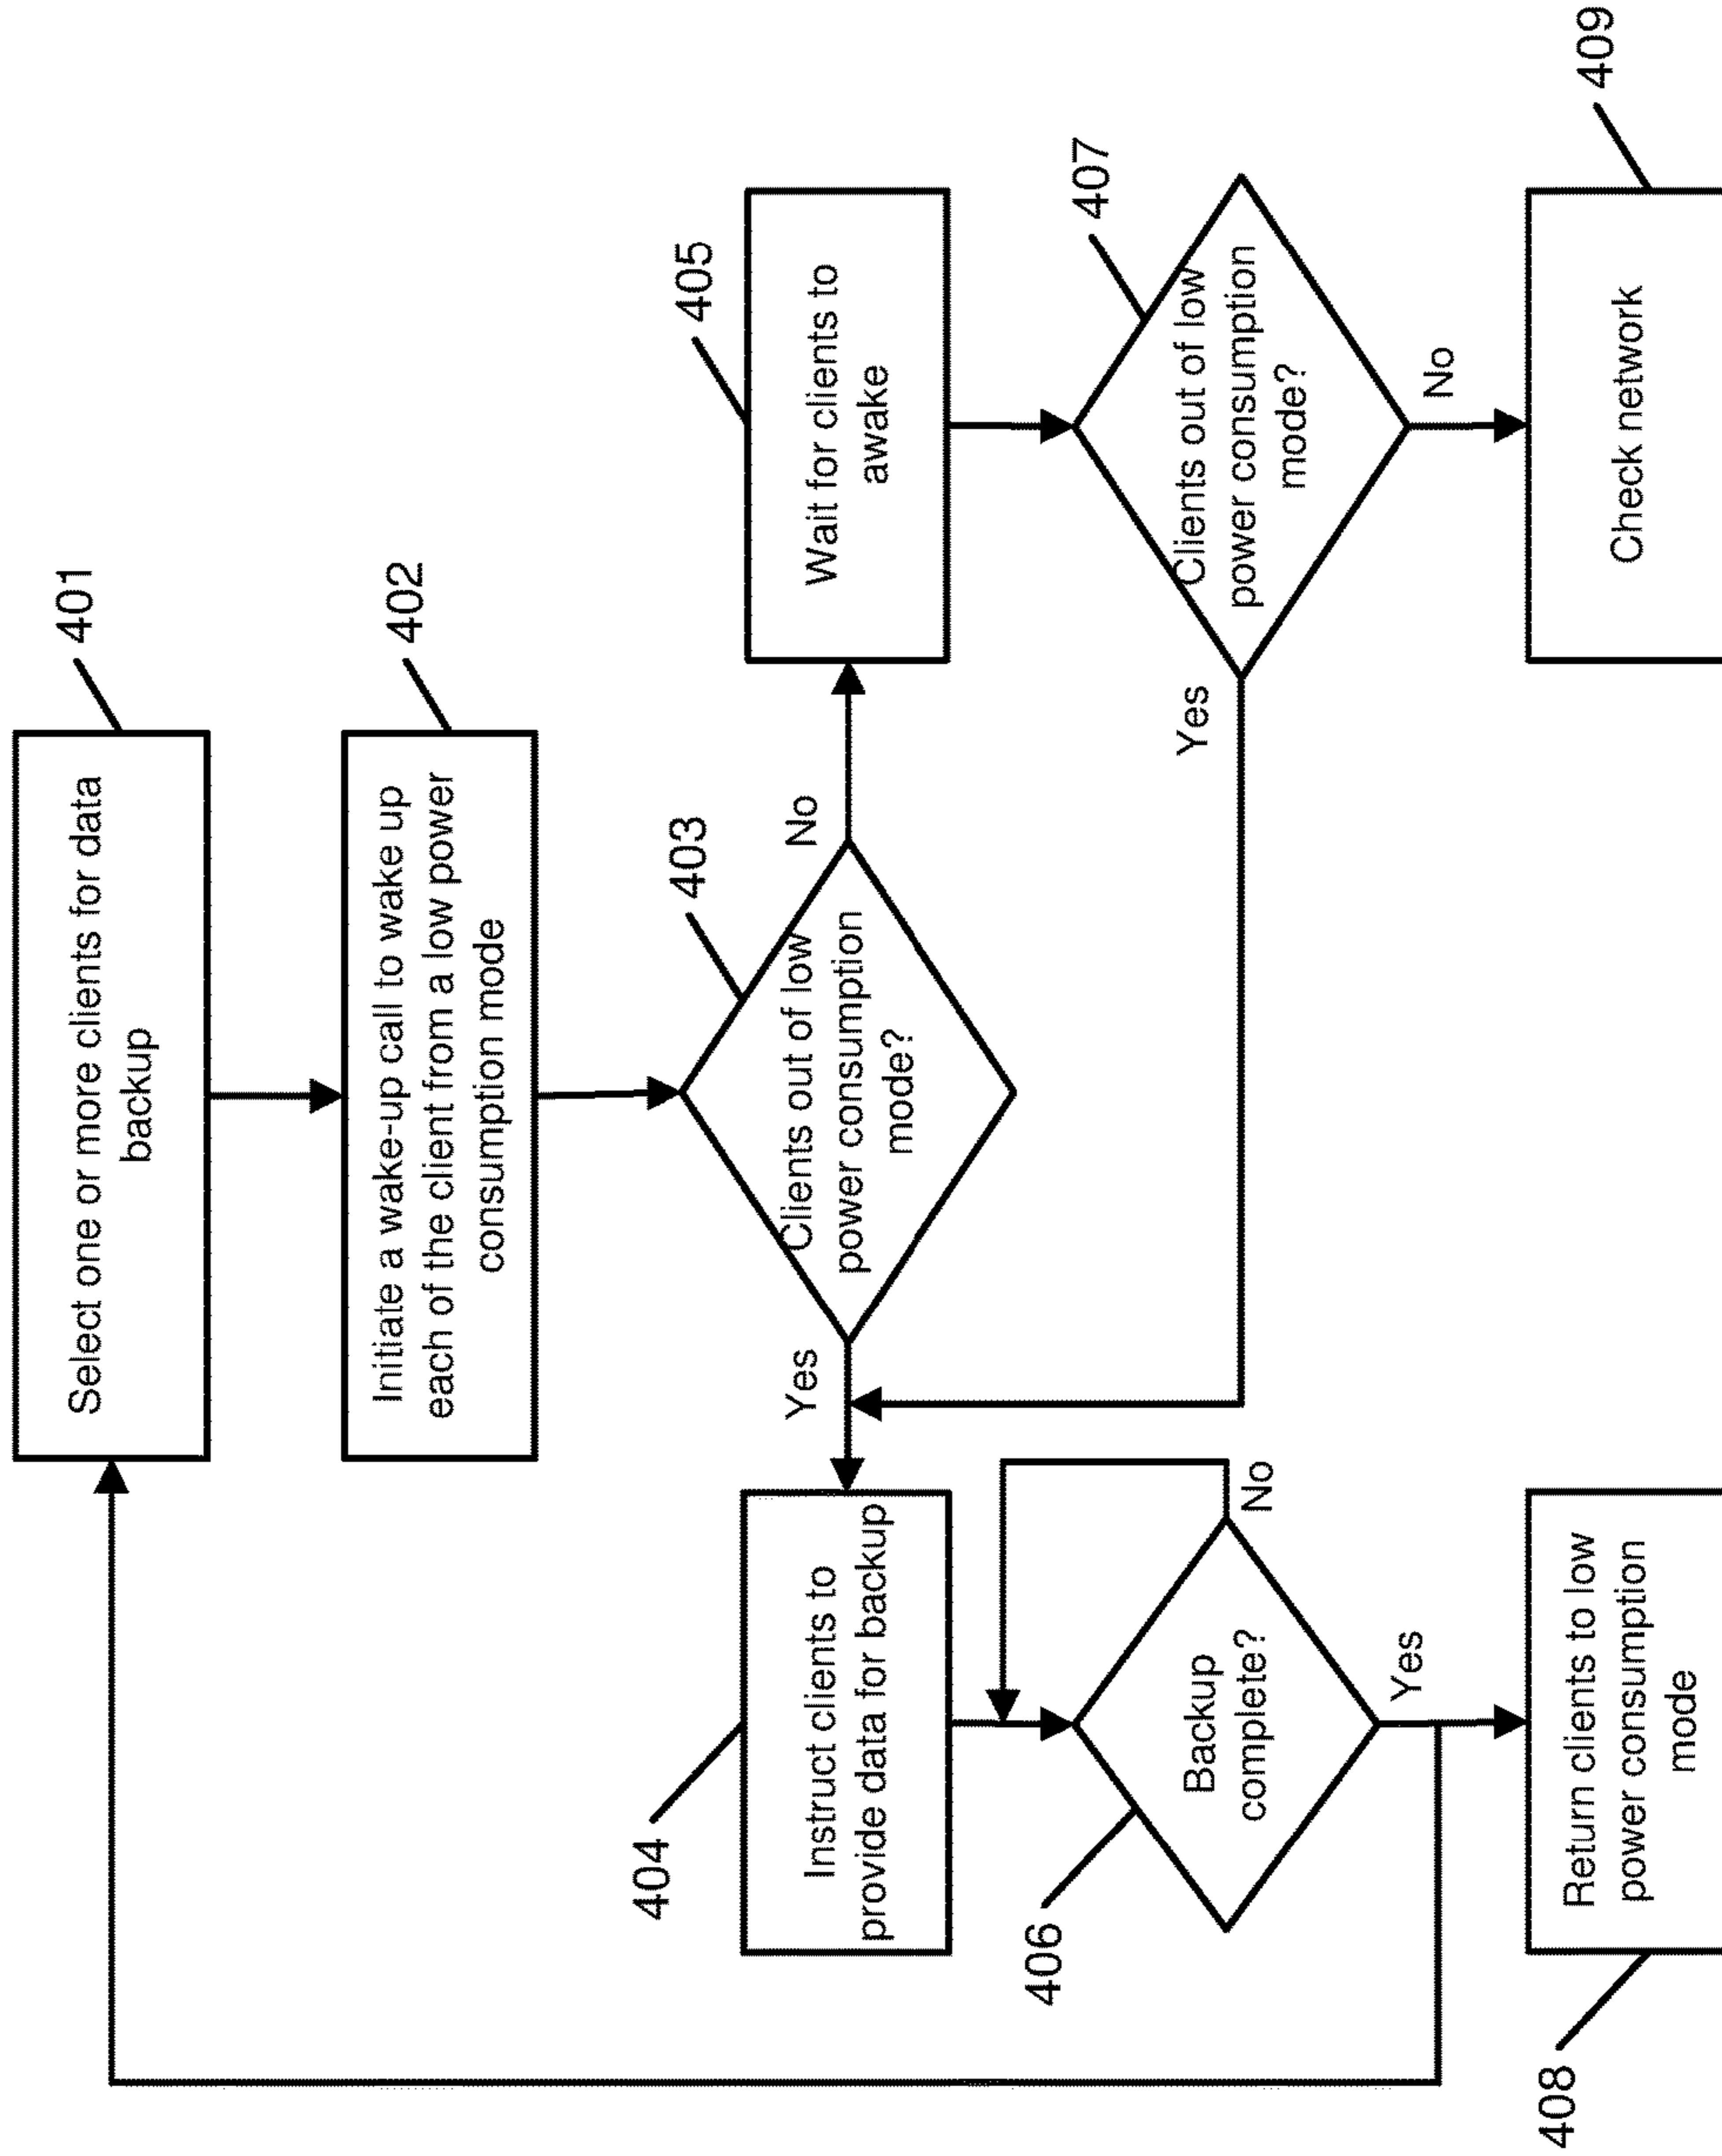 Select one or more clients for data
backup
401
Initiate a wake-up call to wake up
each of the client from a low power
consumption mode
402
Clients out of low
power consumption
mode?
403
Yes
No
404
Instruct clients to
provide data for backup
Wait for clients to
awake
405
406
Backup
complete?
No
Yes
Clients out of low
power consumption
mode?
407
Yes
No
408
Return clients to low
power consumption
mode
Check network
409